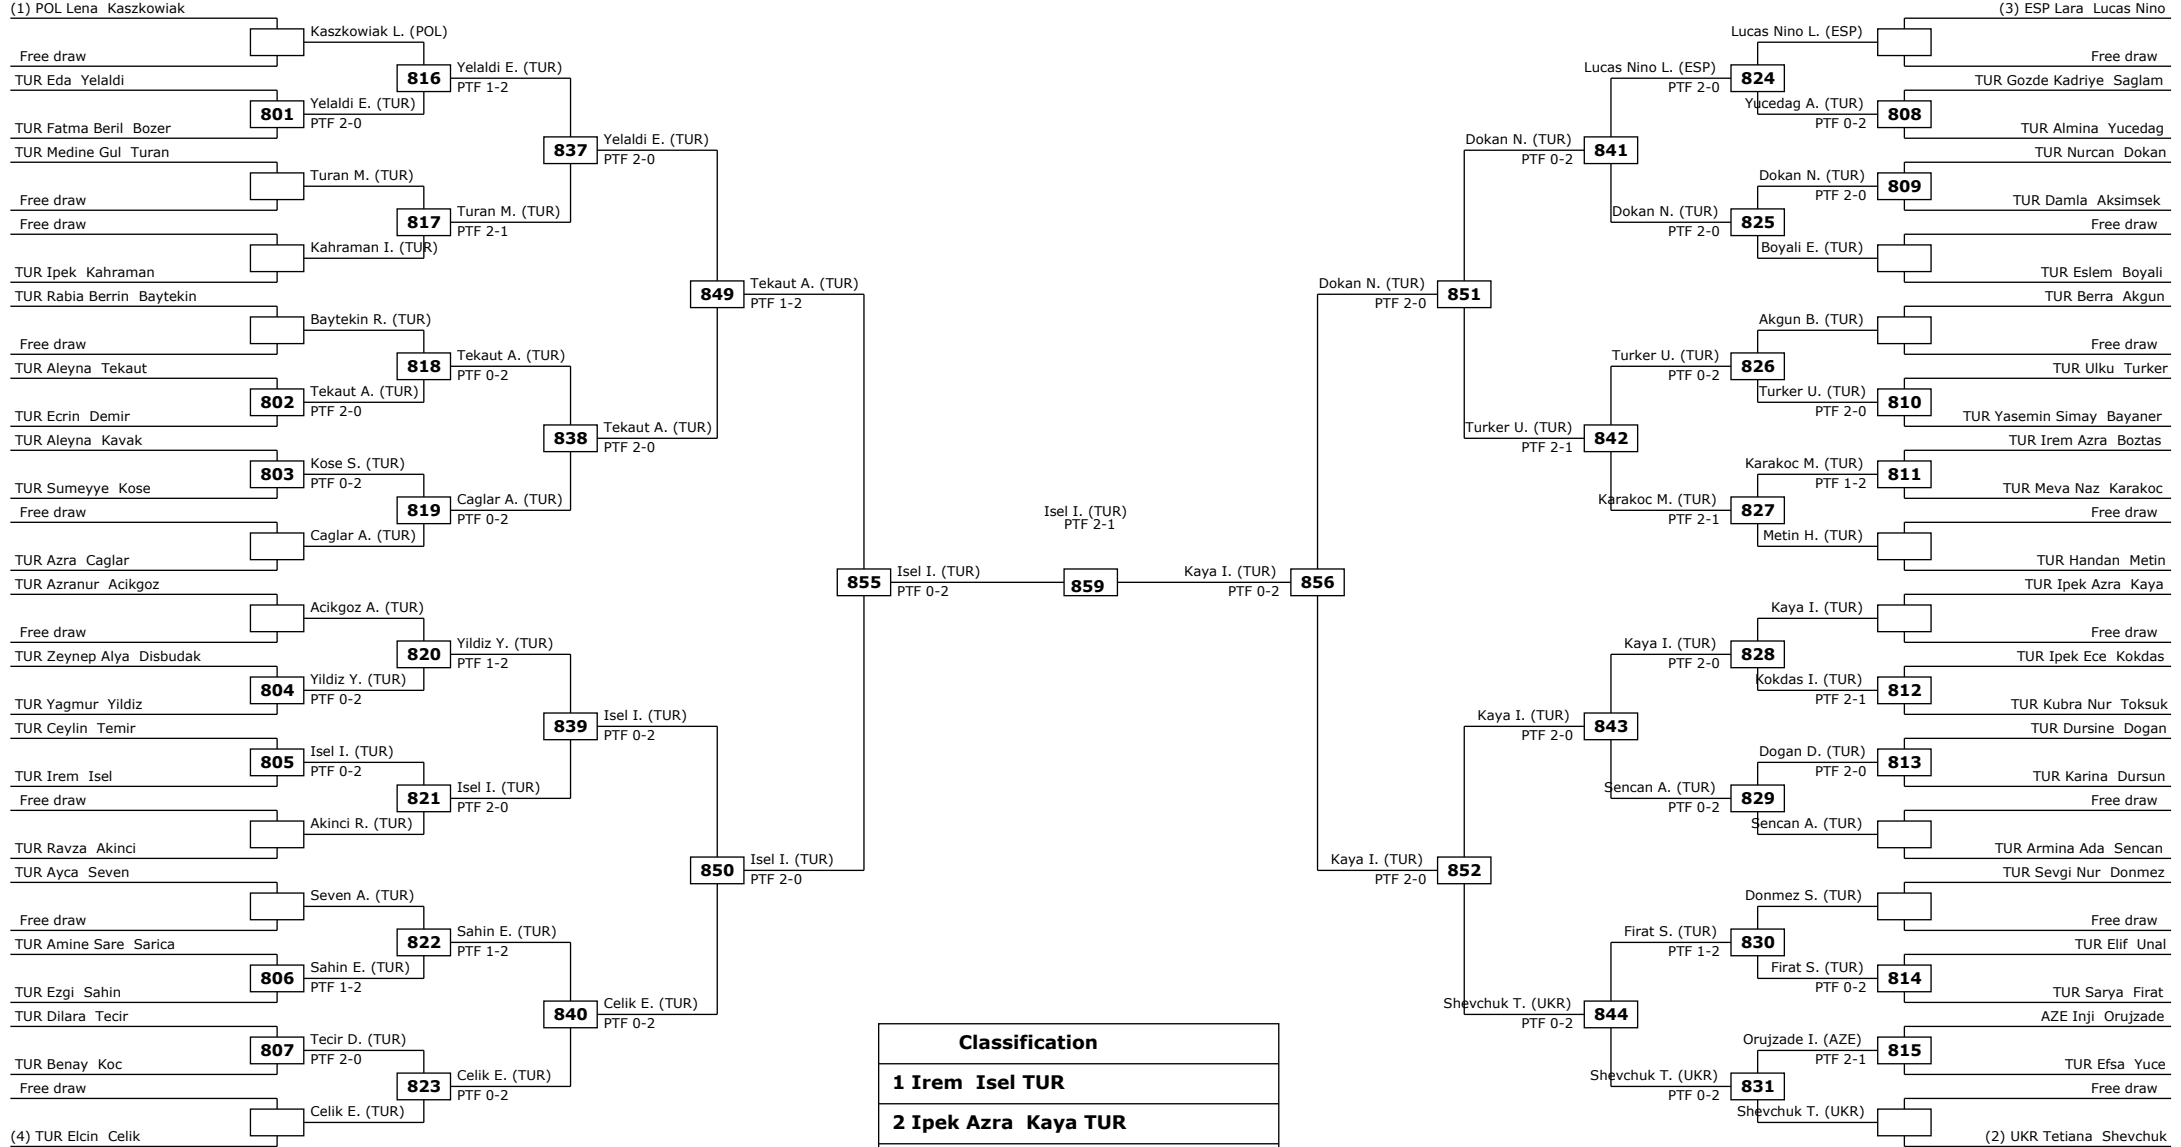 (1) POL Lena Kaszkowiak
Free draw
TUR Eda Yelaldi
TUR Fatma Beril Bozer
TUR Medine Gul Turan
Free draw
Free draw
TUR Ipek Kahraman
TUR Rabia Berrin Baytekin
Free draw
TUR Aleyna Tekaut
TUR Ecrin Demir
TUR Aleyna Kavak
TUR Sumeyye Kose
Free draw
TUR Azra Caglar
TUR Azranur Acikgoz
Free draw
TUR Zeynep Alya Disbudak
TUR Yagmur Yildiz
TUR Ceylin Temir
TUR Irem Isel
Free draw
TUR Ravza Akinci
TUR Ayca Seven
Free draw
TUR Amine Sare Sarica
TUR Ezgi Sahin
TUR Dilara Tecir
TUR Benay Koc
Free draw
(4) TUR Elcin Celik
Kaszkowiak L. (POL)
801
Yelaldi E. (TUR)
PTF 2-0
Turan M. (TUR)
Kahraman I. (TUR)
Baytekin R. (TUR)
802
Tekaut A. (TUR)
PTF 2-0
803
Kose S. (TUR)
PTF 0-2
Caglar A. (TUR)
Acikgoz A. (TUR)
804
Yildiz Y. (TUR)
PTF 0-2
805
Isel I. (TUR)
PTF 0-2
Akinci R. (TUR)
Seven A. (TUR)
806
Sahin E. (TUR)
PTF 1-2
807
Tecir D. (TUR)
PTF 2-0
Celik E. (TUR)
816
Yelaldi E. (TUR)
PTF 1-2
817
Turan M. (TUR)
PTF 2-1
818
Tekaut A. (TUR)
PTF 0-2
819
Caglar A. (TUR)
PTF 0-2
820
Yildiz Y. (TUR)
PTF 1-2
821
Isel I. (TUR)
PTF 2-0
822
Sahin E. (TUR)
PTF 1-2
823
Celik E. (TUR)
PTF 0-2
837
Yelaldi E. (TUR)
PTF 2-0
838
Tekaut A. (TUR)
PTF 2-0
839
Isel I. (TUR)
PTF 0-2
840
Celik E. (TUR)
PTF 0-2
849
Tekaut A. (TUR)
PTF 1-2
850
Isel I. (TUR)
PTF 2-0
855
Isel I. (TUR)
PTF 0-2
Isel I. (TUR)
PTF 2-1
859
Kaya I. (TUR)
PTF 0-2
856
Dokan N. (TUR)
PTF 2-0
851
Kaya I. (TUR)
PTF 2-0
852
Dokan N. (TUR)
PTF 0-2
841
Turker U. (TUR)
PTF 2-1
842
Kaya I. (TUR)
PTF 2-0
843
Shevchuk T. (UKR)
PTF 0-2
844
Lucas Nino L. (ESP)
PTF 2-0
824
Dokan N. (TUR)
PTF 2-0
825
Turker U. (TUR)
PTF 0-2
826
Karakoc M. (TUR)
PTF 2-1
827
Kaya I. (TUR)
PTF 2-0
828
Sencan A. (TUR)
PTF 0-2
829
Firat S. (TUR)
PTF 1-2
830
Shevchuk T. (UKR)
PTF 0-2
831
Lucas Nino L. (ESP)
Yucedag A. (TUR)
PTF 0-2
808
Dokan N. (TUR)
PTF 2-0
809
Boyali E. (TUR)
Akgun B. (TUR)
Turker U. (TUR)
PTF 2-0
810
Karakoc M. (TUR)
PTF 1-2
811
Metin H. (TUR)
Kaya I. (TUR)
Kokdas I. (TUR)
PTF 2-1
812
Dogan D. (TUR)
PTF 2-0
813
Sencan A. (TUR)
Donmez S. (TUR)
Firat S. (TUR)
PTF 0-2
814
Orujzade I. (AZE)
PTF 2-1
815
Shevchuk T. (UKR)
(3) ESP Lara Lucas Nino
Free draw
TUR Gozde Kadriye Saglam
TUR Almina Yucedag
TUR Nurcan Dokan
TUR Damla Aksimsek
Free draw
TUR Eslem Boyali
TUR Berra Akgun
Free draw
TUR Ulku Turker
TUR Yasemin Simay Bayaner
TUR Irem Azra Boztas
TUR Meva Naz Karakoc
Free draw
TUR Handan Metin
TUR Ipek Azra Kaya
Free draw
TUR Ipek Ece Kokdas
TUR Kubra Nur Toksuk
TUR Dursine Dogan
TUR Karina Dursun
Free draw
TUR Armina Ada Sencan
TUR Sevgi Nur Donmez
Free draw
TUR Elif Unal
TUR Sarya Firat
AZE Inji Orujzade
TUR Efsa Yuce
Free draw
(2) UKR Tetiana Shevchuk
Classification
1 Irem Isel TUR
2 Ipek Azra Kaya TUR